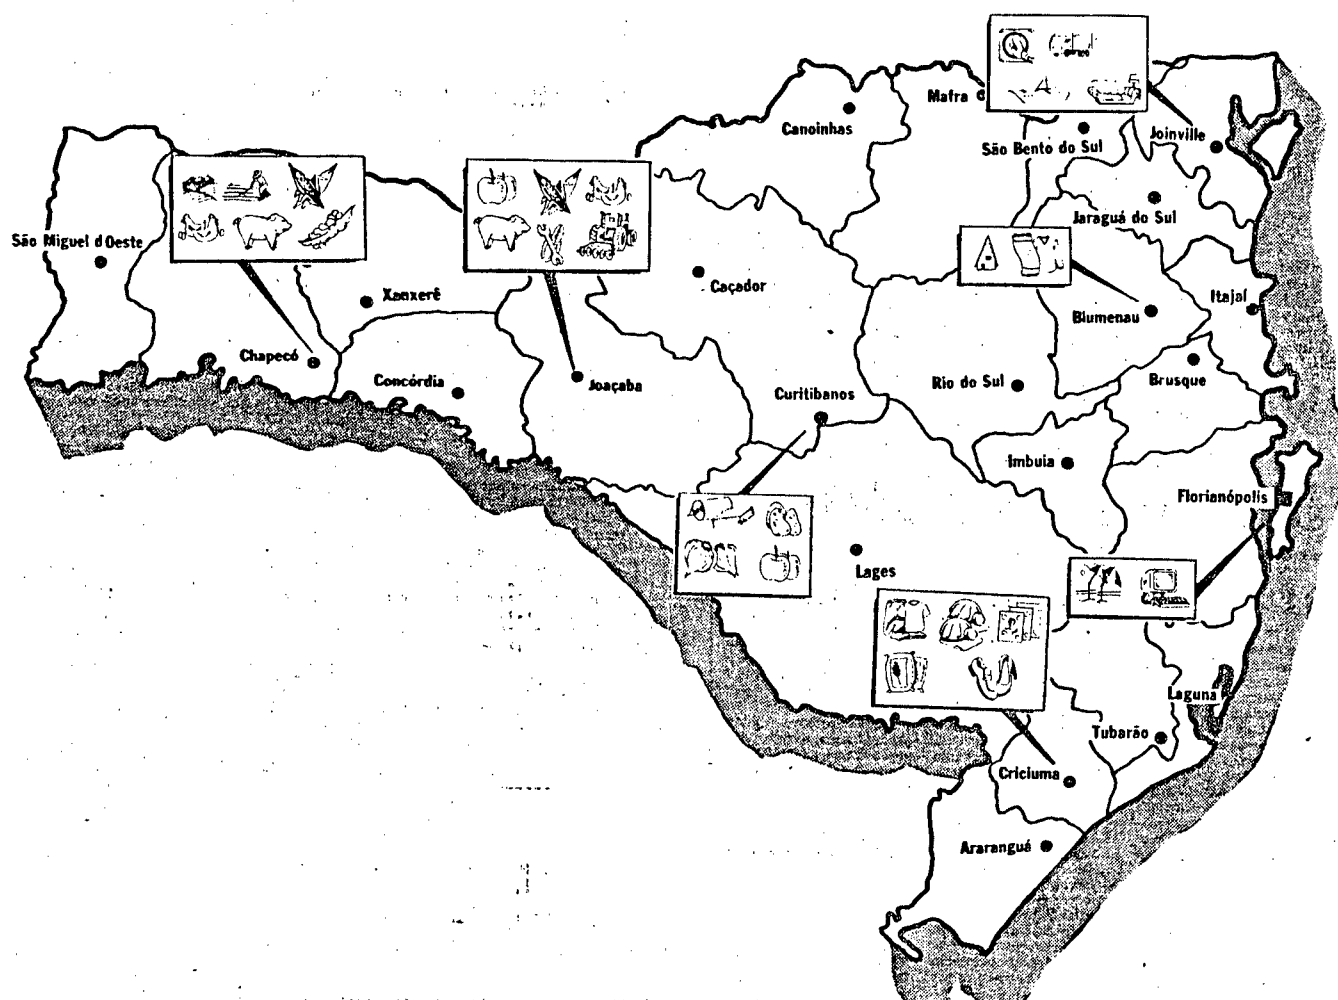 Mafra
Canoinhas
São Bento do Sul
Joinville
Jaraguá do Sul
São Miguel d Oeste
Xanxerê
Caçador
Itajaí
Blumenau
Chapecó
Concórdia
Joaçaba
Curitibanos
Rio do Sul
Brusque
Imbuia
Florianópolis
Lages
Laguna
Tubarão
Criciuma
Araranguá